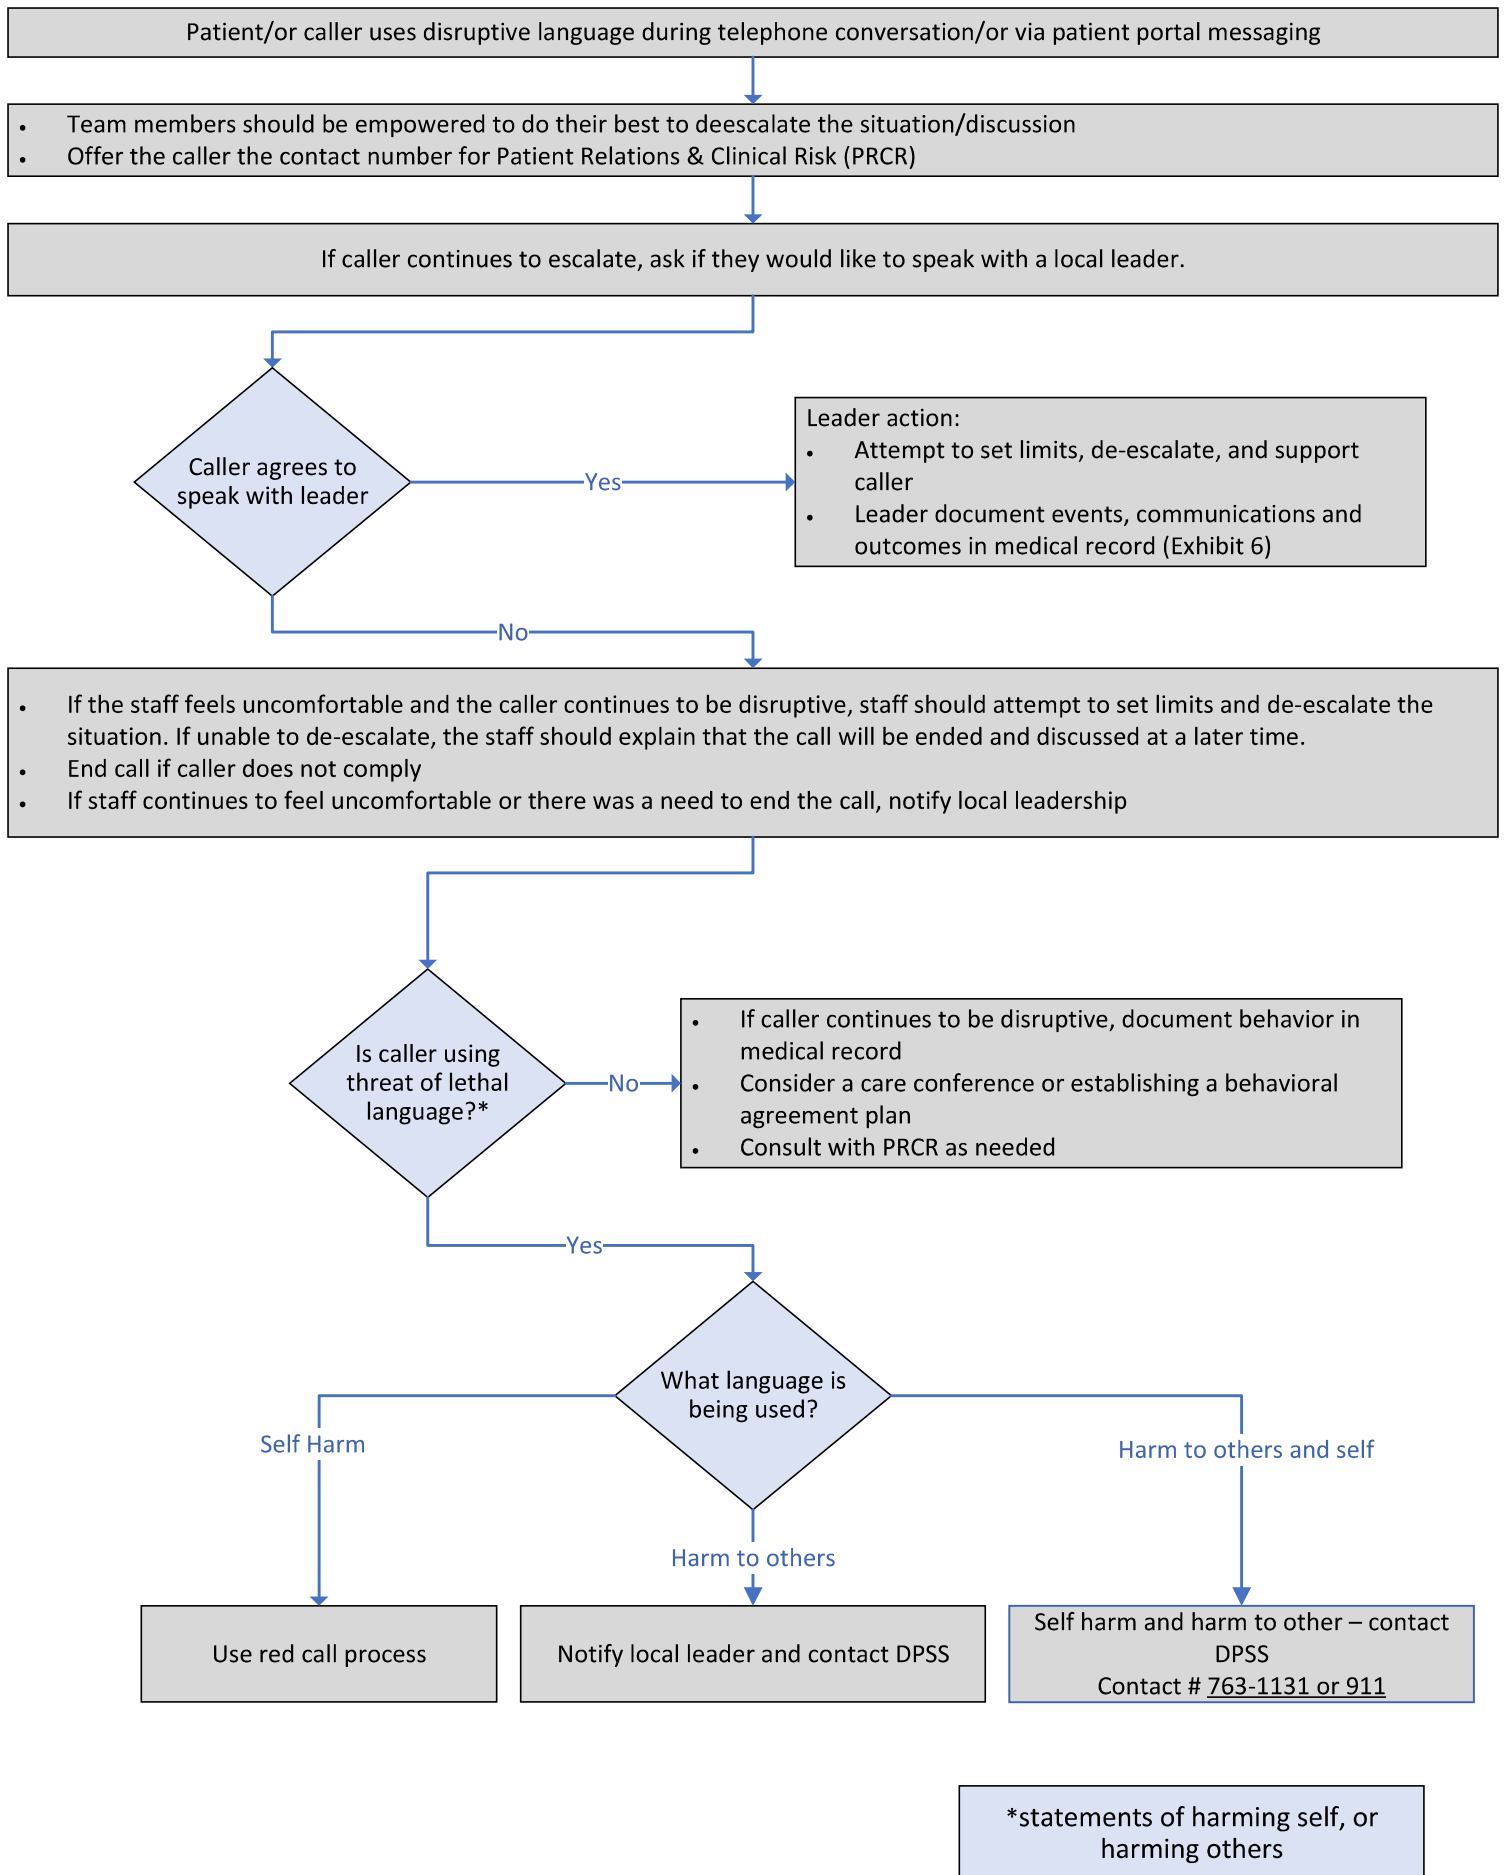 Patient/or caller uses disruptive language during telephone conversation/or via patient portal messaging
• Team members should be empowered to do their best to deescalate the situation/discussion
• Offer the caller the contact number for Patient Relations & Clinical Risk (PRCR)
If caller continues to escalate, ask if they would like to speak with a local leader.
Caller agrees to
speak with leader
Yes
Leader action:
• Attempt to set limits, de-escalate, and support
caller
• Leader document events, communications and
outcomes in medical record (Exhibit 6)
No
• If the staff feels uncomfortable and the caller continues to be disruptive, staff should attempt to set limits and de-escalate the
situation. If unable to de-escalate, the staff should explain that the call will be ended and discussed at a later time.
• End call if caller does not comply
• If staff continues to feel uncomfortable or there was a need to end the call, notify local leadership
Is caller using
threat of lethal
language?*
No
• If caller continues to be disruptive, document behavior in
medical record
• Consider a care conference or establishing a behavioral
agreement plan
• Consult with PRCR as needed
Yes
What language is
being used?
Self Harm
Harm to others
Harm to others and self
Use red call process
Notify local leader and contact DPSS
Self harm and harm to other – contact
DPSS
Contact # 763-1131 or 911
*statements of harming self, or
harming others